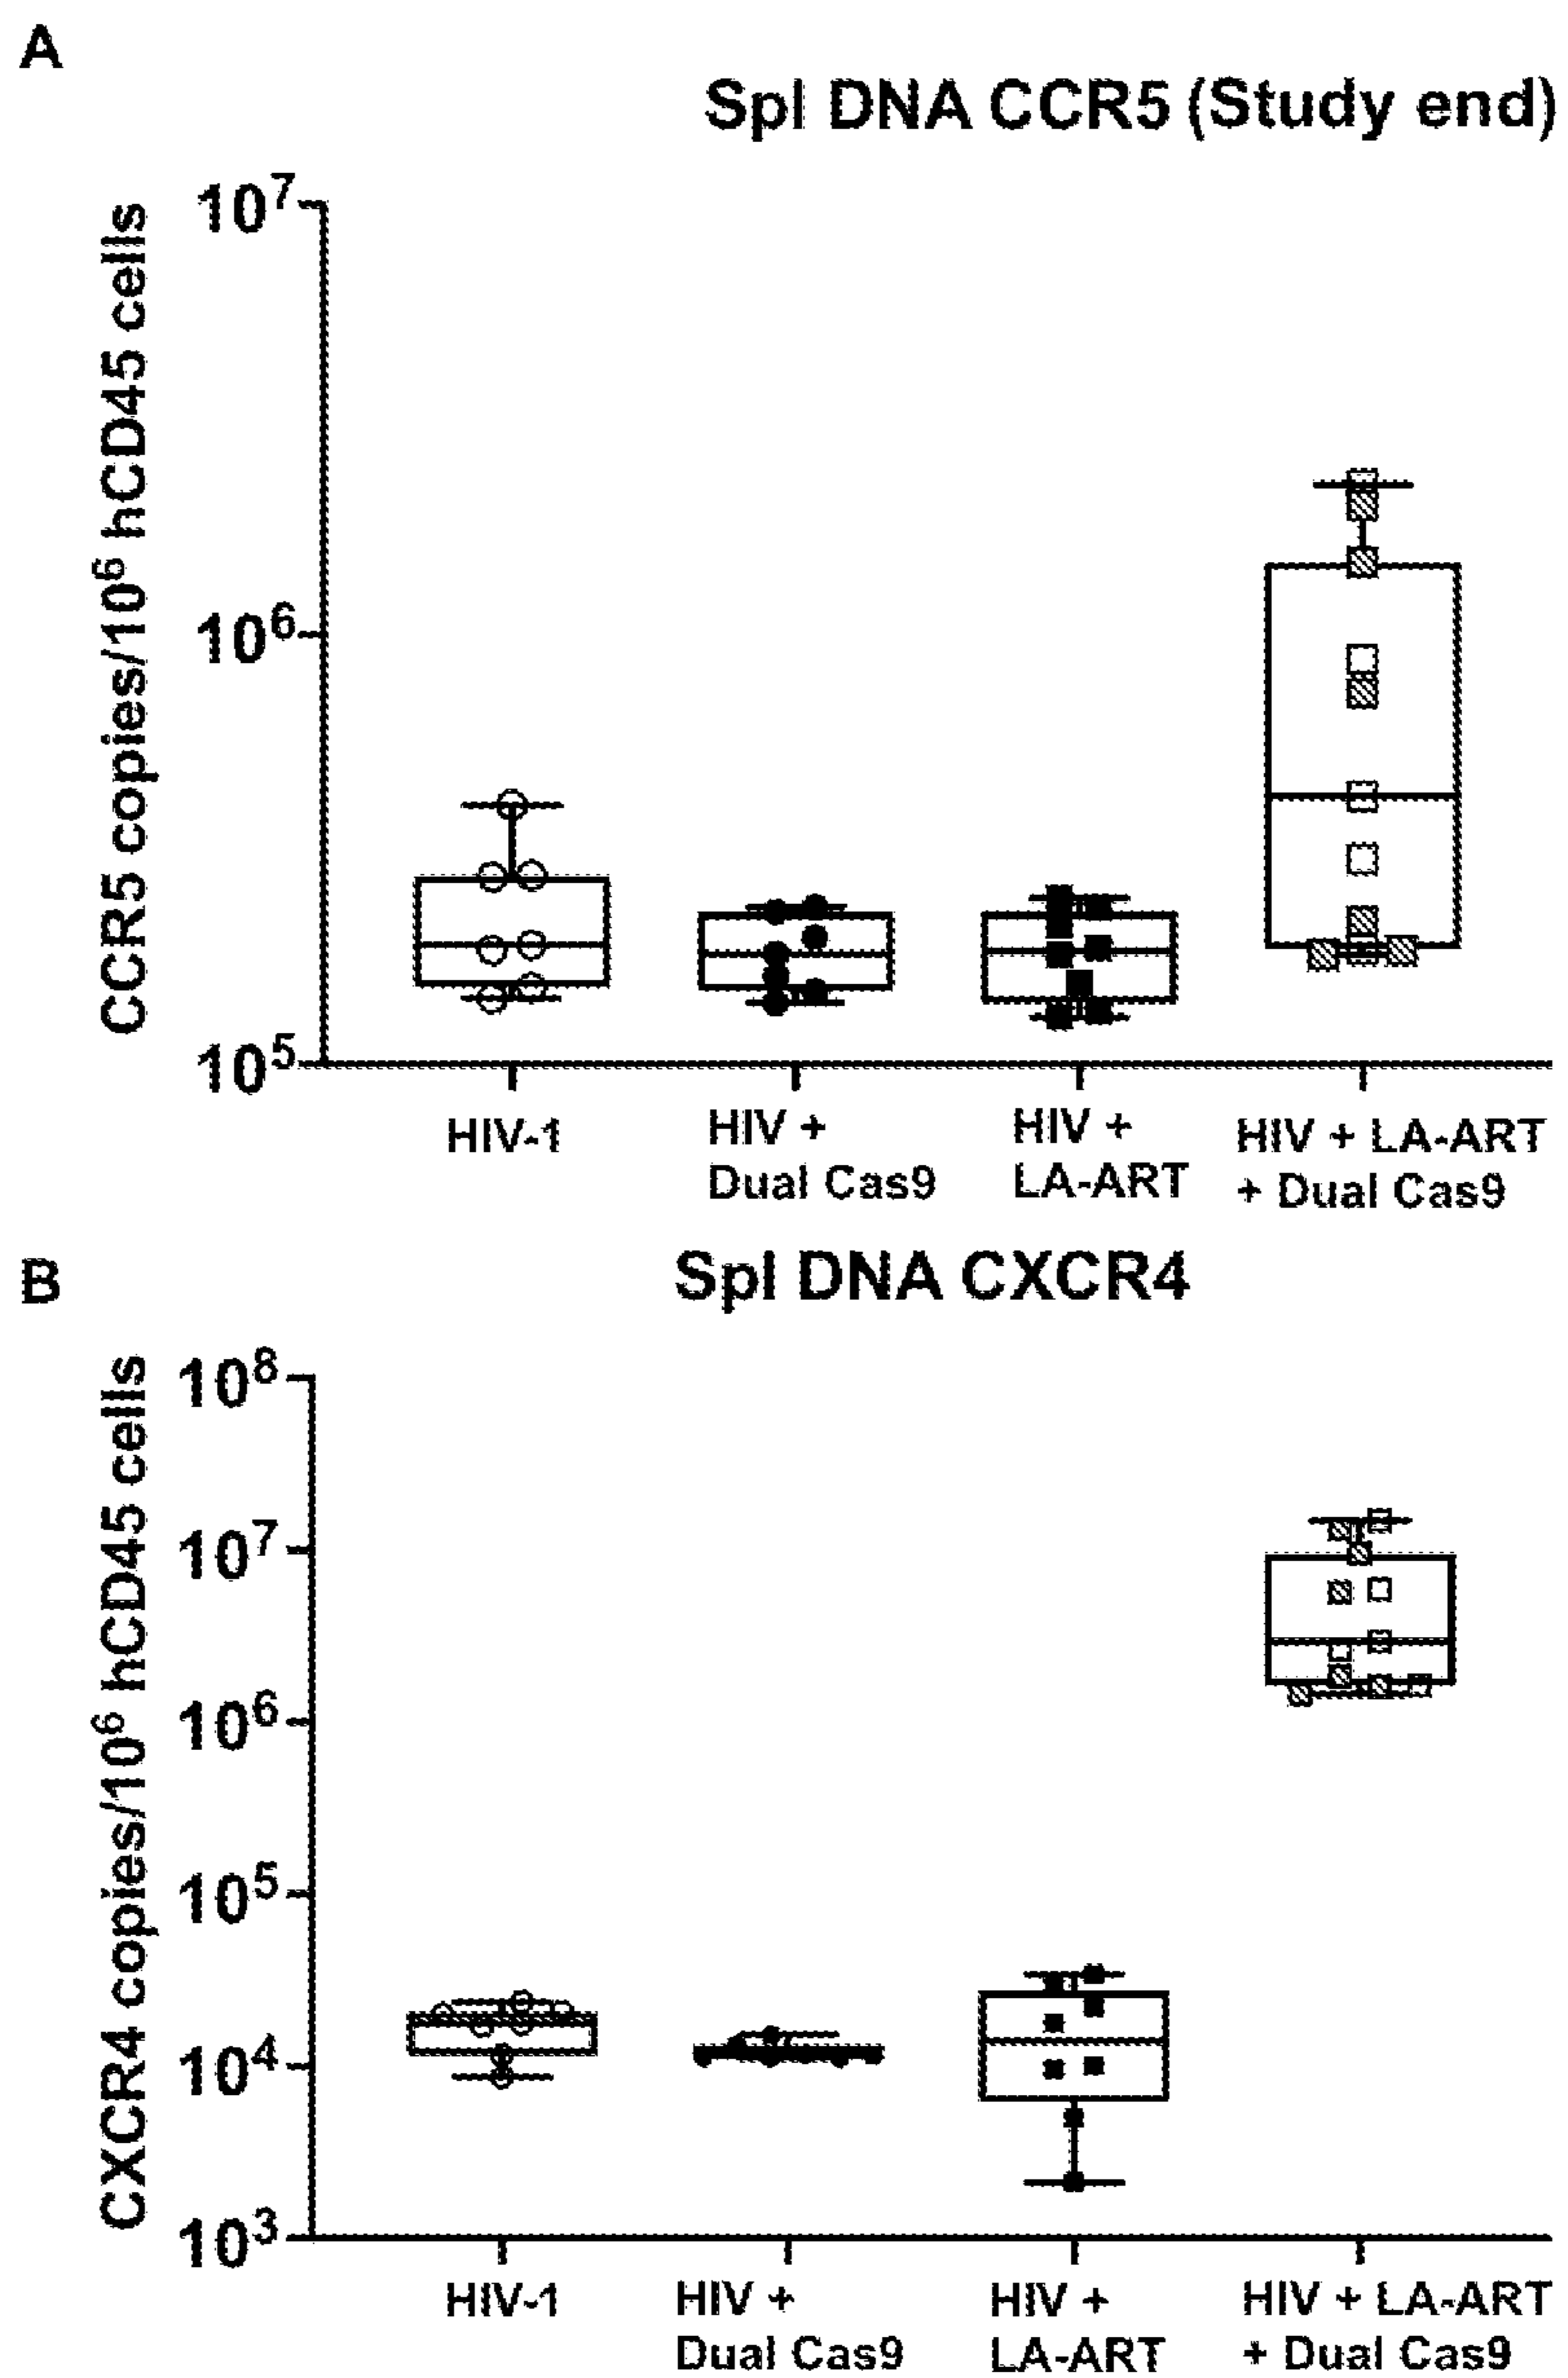 A
Spl DNA CCR5 (Study end)
CCR5 copies/10⁶ hCD45 cells
10⁷
10⁶
10⁵
HIV-1
HIV +
Dual Cas9
HIV +
LA-ART
HIV + LA-ART
+ Dual Cas9
B
Spl DNA CXCR4
CXCR4 copies/10⁶ hCD45 cells
10⁸
10⁷
10⁶
10⁵
10⁴
10³
HIV-1
HIV +
Dual Cas9
HIV +
LA-ART
HIV + LA-ART
+ Dual Cas9